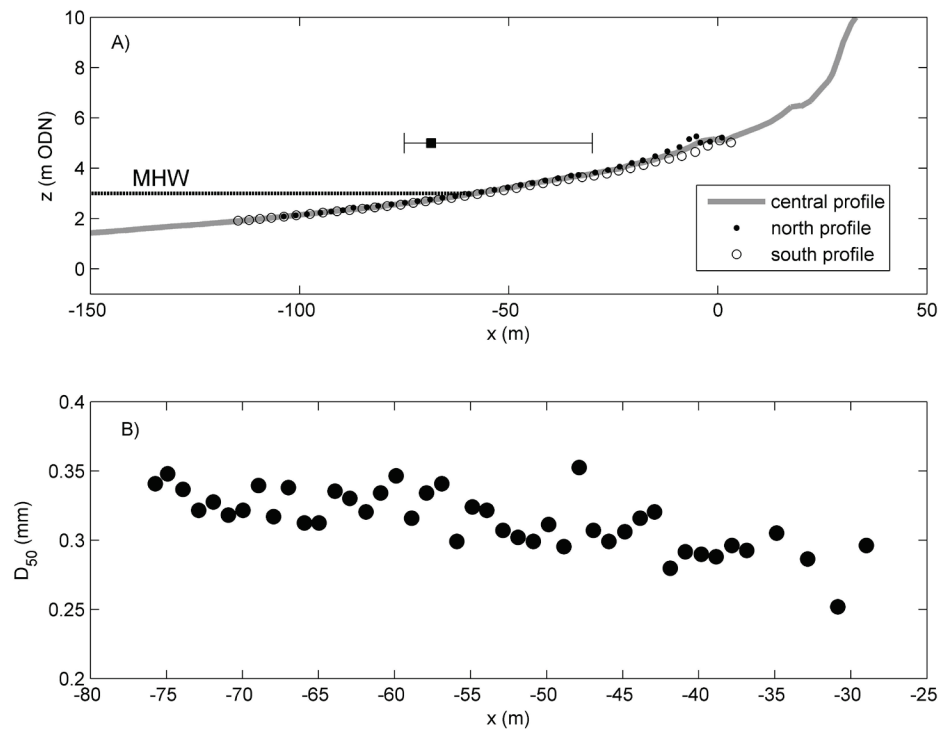 A)
z (m ODN)
10
8
6
4
2
0
MHW
central profile
north profile
south profile
-150
-100
-50
0
50
x (m)
B)
D50 (mm)
0.4
0.35
0.3
0.25
0.2
-80
-75
-70
-65
-60
-55
-50
-45
-40
-35
-30
-25
x (m)